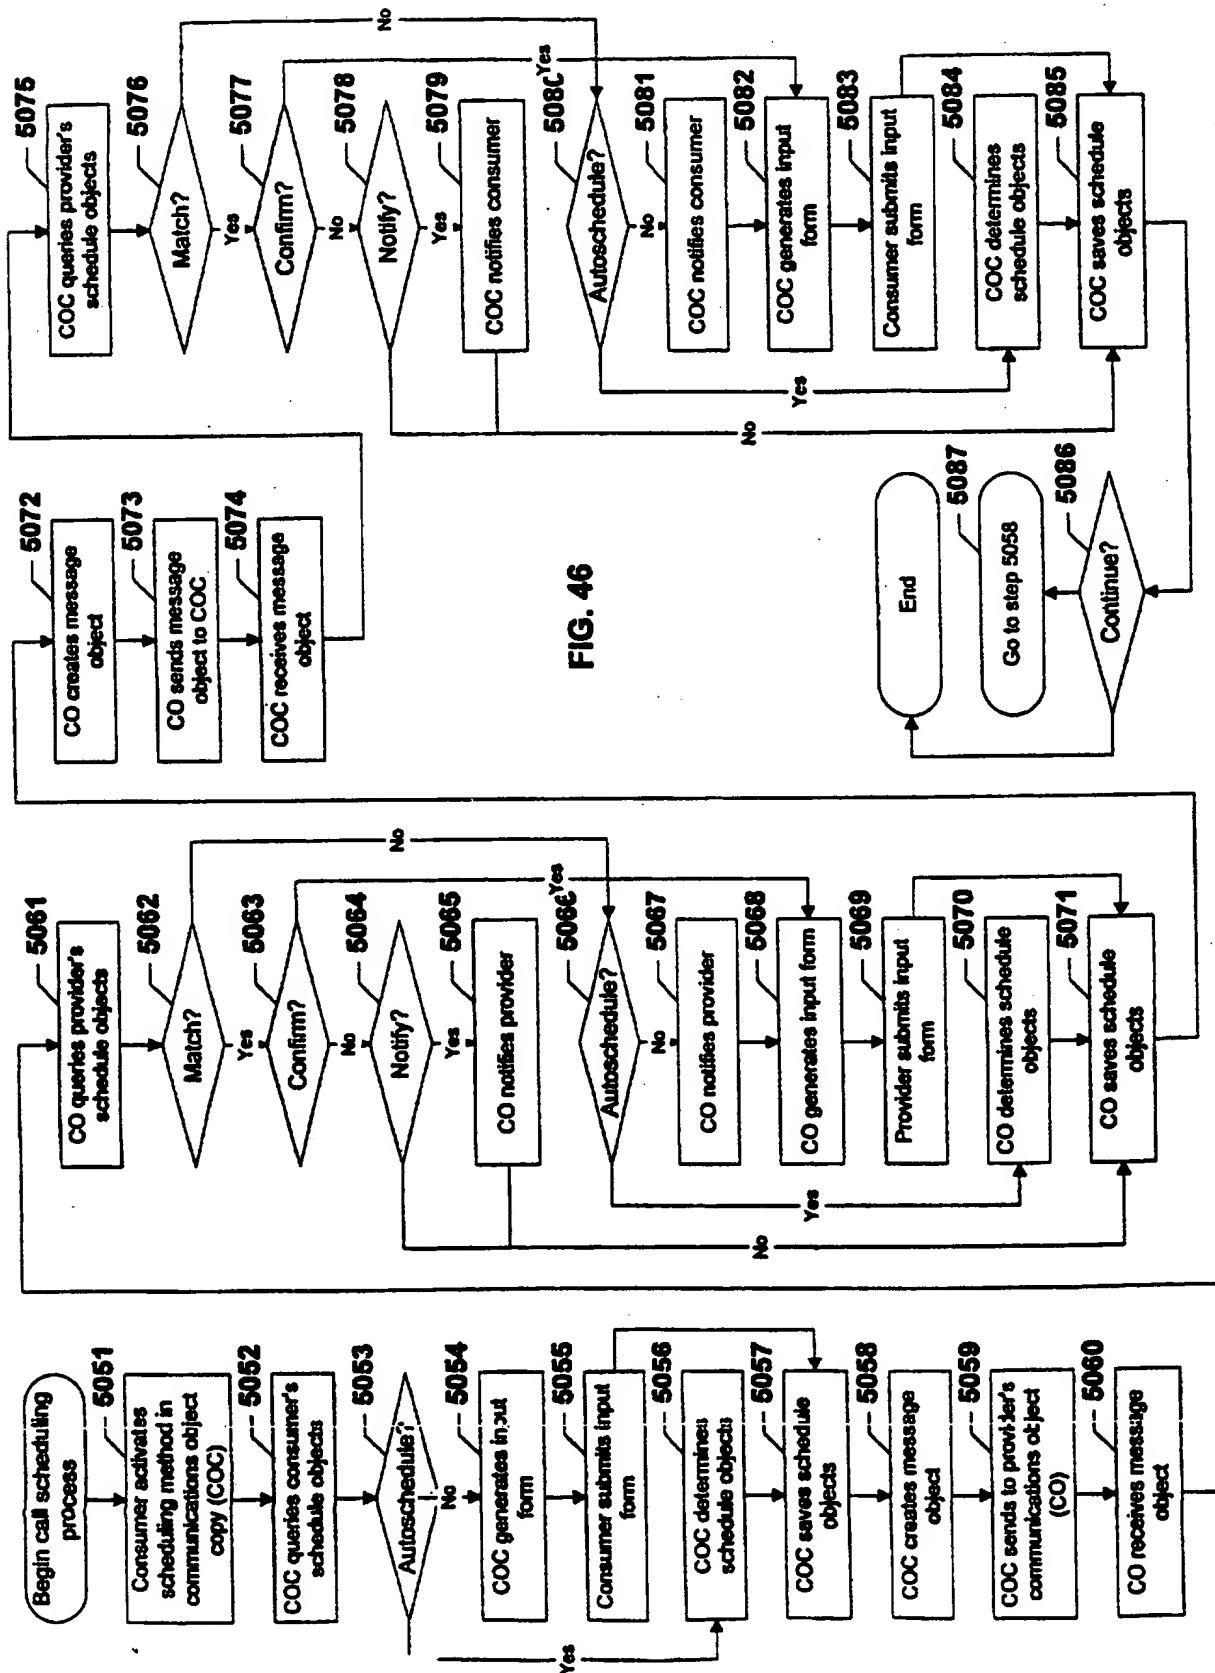 Begin call scheduling
process
5051
Consumer activates
scheduling method in
communications object
copy (COC)
5052
COC queries consumer's
schedule objects
5053
Autoschedule?
Yes
No
5054
COC generates input
form
5055
Consumer submits input
form
5056
COC determines
schedule objects
5057
COC saves schedule
objects
5058
COC creates message
object
5059
COC sends to provider's
communications object
(CO)
5060
CO receives message
object
5061
CO queries provider's
schedule objects
5062
Match?
No
Yes
5063
Confirm?
No
5064
Notify?
Yes
5065
CO notifies provider
Yes
5066
Autoschedule?
No
5067
CO notifies provider
5068
CO generates input form
5069
Provider submits input
form
Yes
5070
CO determines schedule
objects
No
5071
CO saves schedule
objects
5072
CO creates message
object
5073
CO sends message
object to COC
5074
COC receives message
object
FIG. 46
5075
COC queries provider's
schedule objects
5076
Match?
No
Yes
5077
Confirm?
No
5078
Notify?
Yes
5079
COC notifies consumer
Yes
5080
Autoschedule?
No
5081
COC notifies consumer
5082
COC generates input
form
5083
Consumer submits input
form
Yes
5084
COC determines
schedule objects
No
5085
COC saves schedule
objects
End
5087
Go to step 5058
5086
Continue?